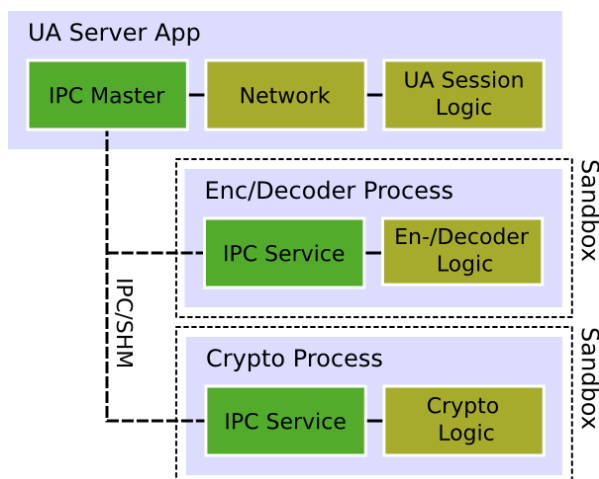 UA Server App
IPC Master
Network
UA Session
Logic
Sandbox
Enc/Decoder Process
IPC Service
En-/Decoder
Logic
IPC/SHM
Sandbox
Crypto Process
IPC Service
Crypto
Logic